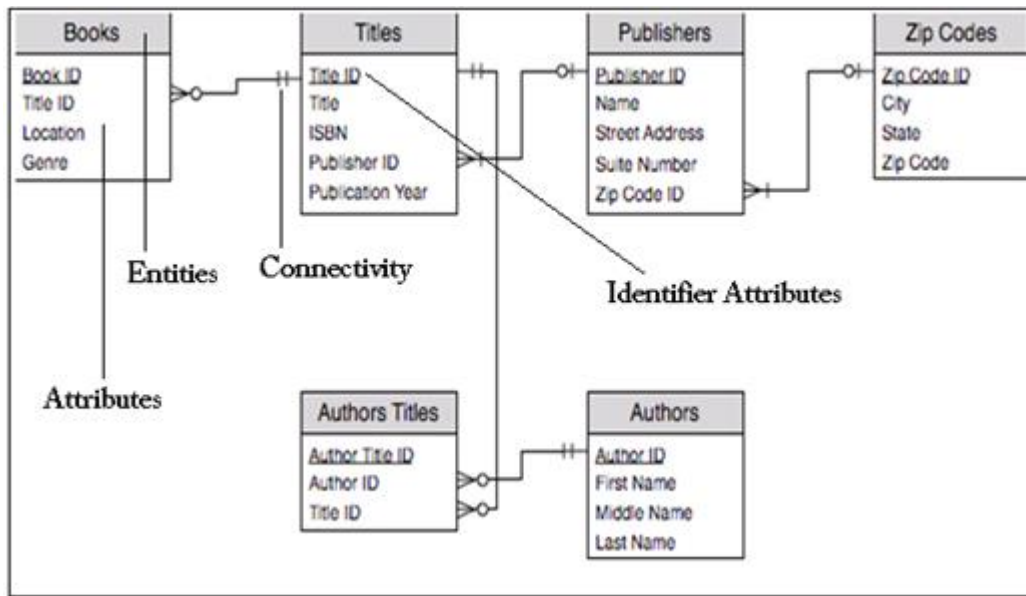 Books
Book ID
Title ID
Location
Genre
Titles
Title ID
Title
ISBN
Publisher ID
Publication Year
Publishers
Publisher ID
Name
Street Address
Suite Number
Zip Code ID
Zip Codes
Zip Code ID
City
State
Zip Code
Entities
Connectivity
Identifier Attributes
Attributes
Authors Titles
Author Title ID
Author ID
Title ID
Authors
Author ID
First Name
Middle Name
Last Name